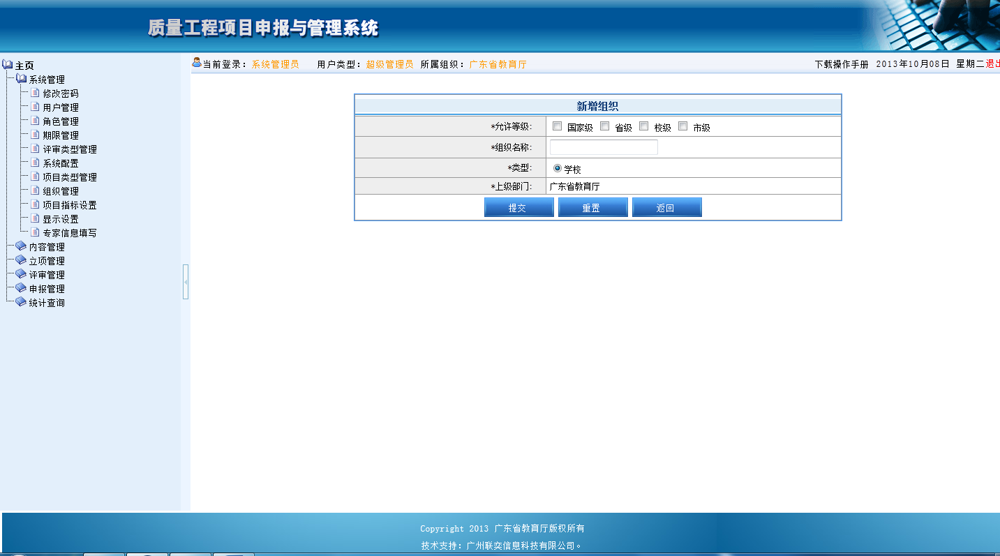 质量工程项目申报与管理系统
当前登录：系统管理员 用户类型：超级管理员 所属组织：广东省教育厅 下载操作手册 2013年10月08日 星期二退出
主页
系统管理
修改密码
用户管理
角色管理
期限管理
评审类型管理
系统配置
项目类型管理
组织管理
项目指标设置
显示设置
专家信息填写
内容管理
立项管理
评审管理
申报管理
统计查询
新增组织
*允许等级: 国家级 省级 校级 市级
*组织名称:
*类型: 学校
*上级部门: 广东省教育厅
提交 重置 返回
Copyright 2013 广东省教育厅版权所有
技术支持：广州联奕信息科技有限公司。